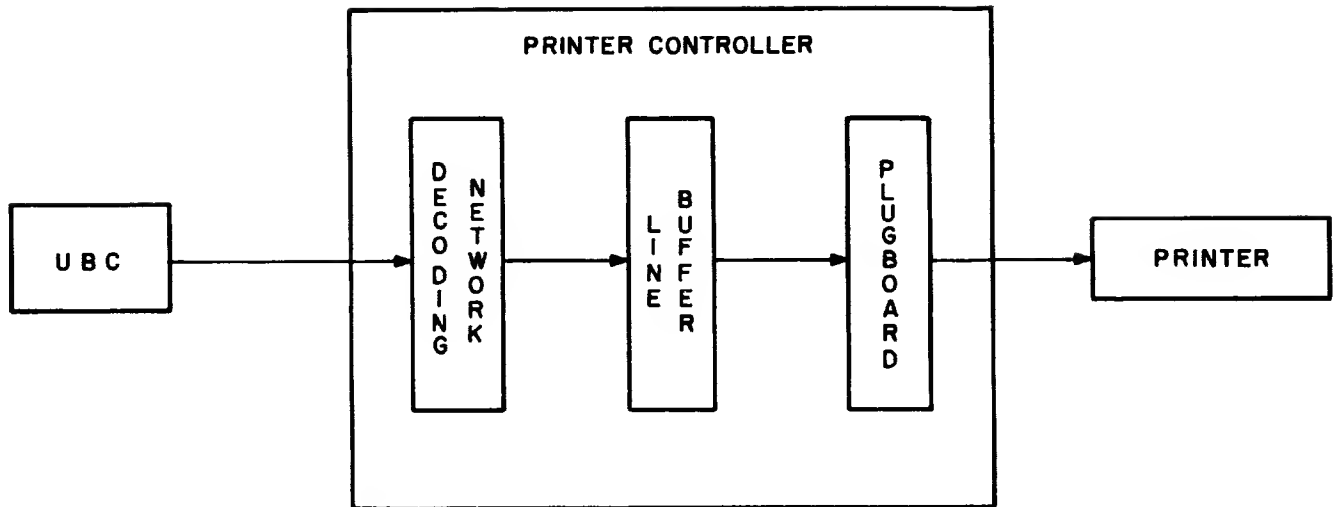 PRINTER CONTROLLER
UBC
DECODING
NETWORK
LINE
BUFFER
PLUGBOARD
PRINTER